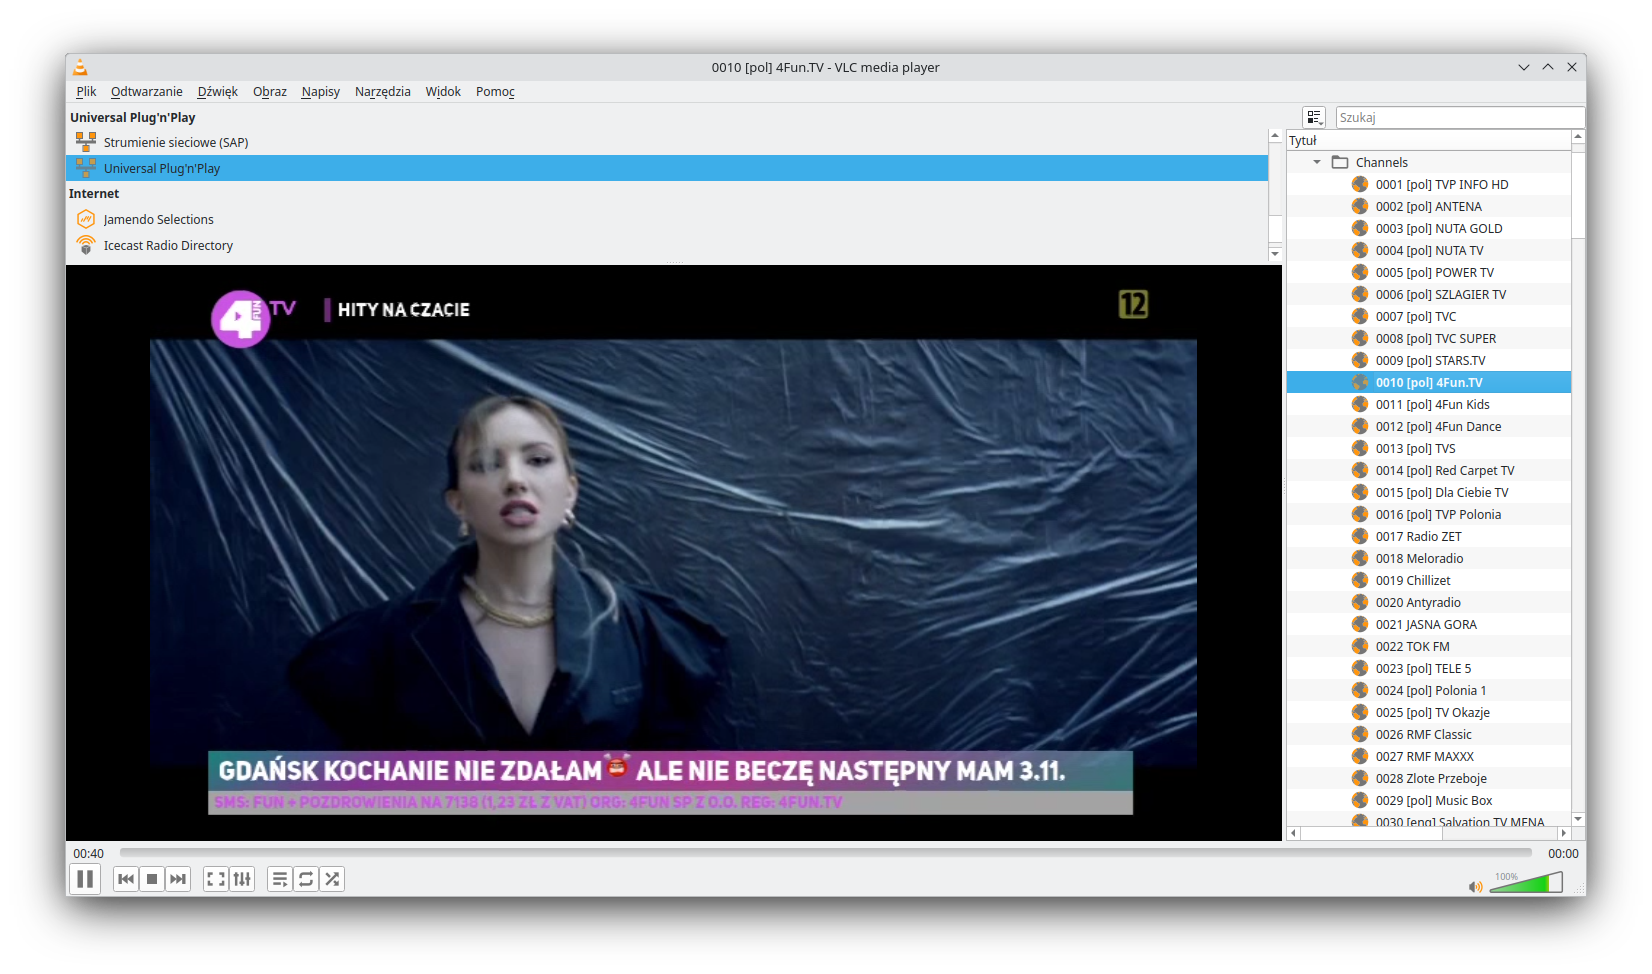 0010 [pol] 4Fun.TV - VLC media player
Plik Odtwarzanie Dźwięk Obraz Napisy Narzędzia Widok Pomoc
Universal Plug'n'Play
Szukaj
Strumienie sieciowe (SAP)
Universal Plug'n'Play
Internet
Jamendo Selections
Icecast Radio Directory
4 FUN TV
HITY NA CZACIE
12
GDAŃSK KOCHANIE NIE ZDAŁAM ALE NIE BECZĘ NASTĘPNY MAM 3.11.
SMS: FUN + POZDROWIENIA NA 7138 (1,23 ZŁ Z VAT) ORG: 4FUN SP Z O.O. REG: 4FUN.TV
Tytuł
Channels
0001 [pol] TVP INFO HD
0002 [pol] ANTENA
0003 [pol] NUTA GOLD
0004 [pol] NUTA TV
0005 [pol] POWER TV
0006 [pol] SZLAGIER TV
0007 [pol] TVC
0008 [pol] TVC SUPER
0009 [pol] STARS.TV
0010 [pol] 4Fun.TV
0011 [pol] 4Fun Kids
0012 [pol] 4Fun Dance
0013 [pol] TVS
0014 [pol] Red Carpet TV
0015 [pol] Dla Ciebie TV
0016 [pol] TVP Polonia
0017 Radio ZET
0018 Meloradio
0019 Chillizet
0020 Antyradio
0021 JASNA GORA
0022 TOK FM
0023 [pol] TELE 5
0024 [pol] Polonia 1
0025 [pol] TV Okazje
0026 RMF Classic
0027 RMF MAXXX
0028 Zlote Przeboje
0029 [pol] Music Box
0030 [eng] Salvation TV MENA
00:40
00:00
100%